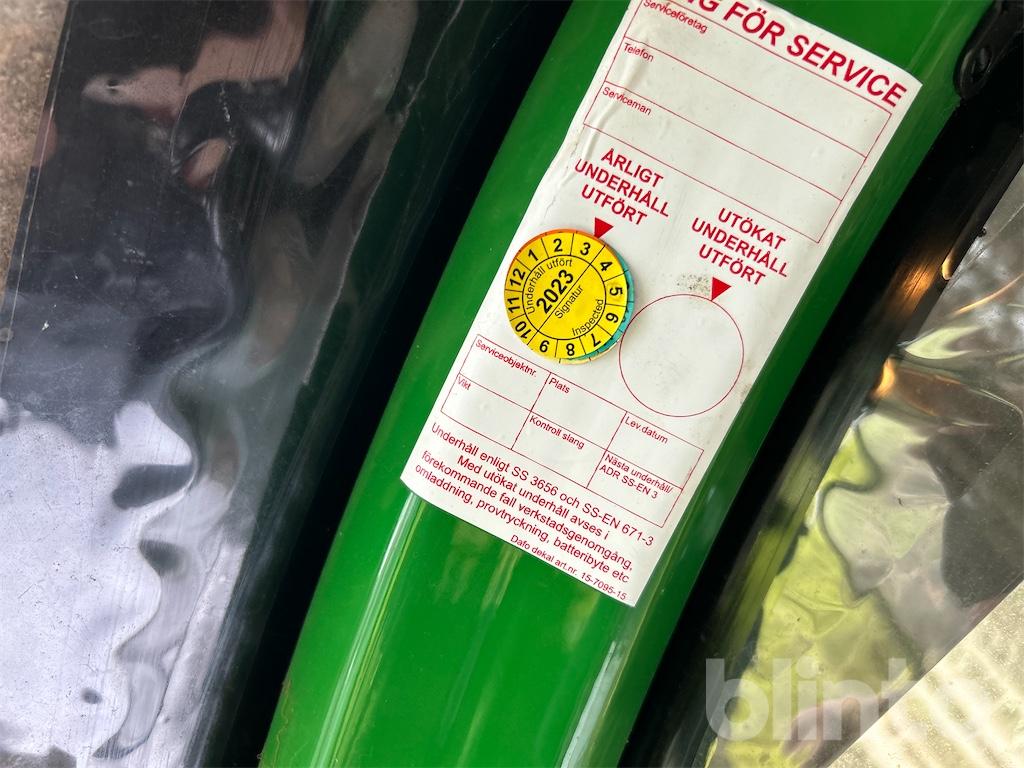 FÖR SERVICE
Serviceföretag
Telefon
Serviceman
ÅRLIGT
UNDERHÅLL
UTFÖRT
UTÖKAT
UNDERHÅLL
UTFÖRT
1 2 3 4 5 6 7 8 9 10 11 12
Underhåll utfört
2023
Signatur
Inspected
Serviceobjektnr.
Plats
Lev.datum
Vikt
Kontroll slang
Nästa underhåll/
ADR SS-EN 3
Underhåll enligt SS 3656 och SS-EN 671-3
Med utökat underhåll avses i
förekommande fall verkstadsgenomgång,
omladdning, provtryckning, batteribyte etc
Dafo dekal art.nr. 15-7095-15
blinto